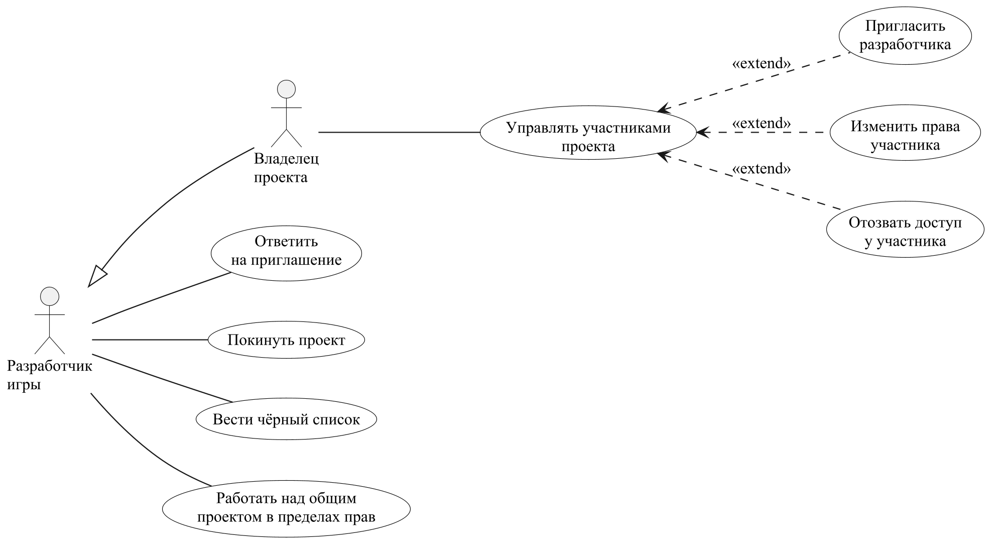 Пригласить
разработчика
«extend»
Владелец
проекта
Управлять участниками
проекта
«extend»
Изменить права
участника
«extend»
Отозвать доступ
у участника
Ответить
на приглашение
Разработчик
игры
Покинуть проект
Вести чёрный список
Работать над общим
проектом в пределах прав